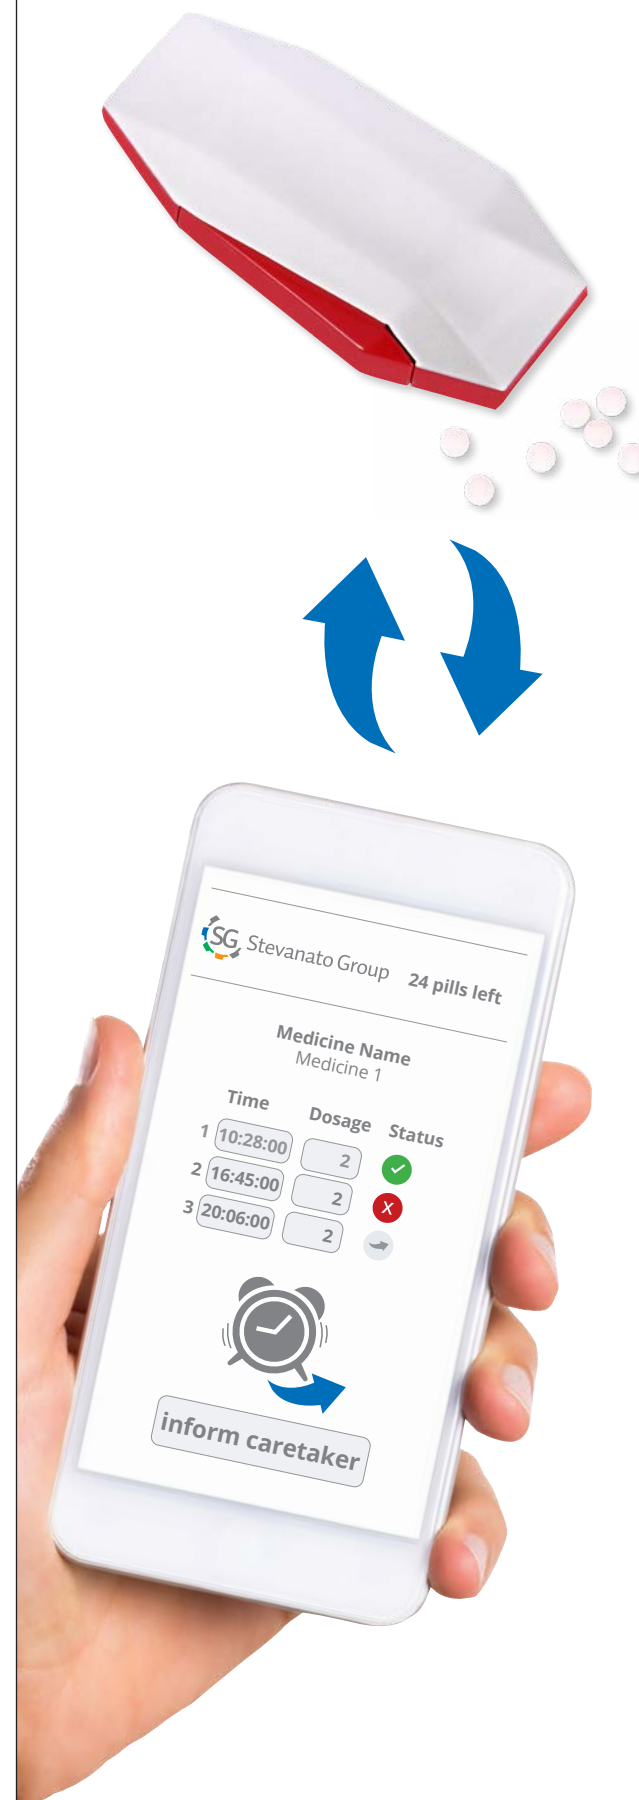 SG Stevanato Group 24 pills left
Medicine Name
Medicine 1
Time Dosage Status
1 10:28:00 2
2 16:45:00 2 X
3 20:06:00 2
inform caretaker